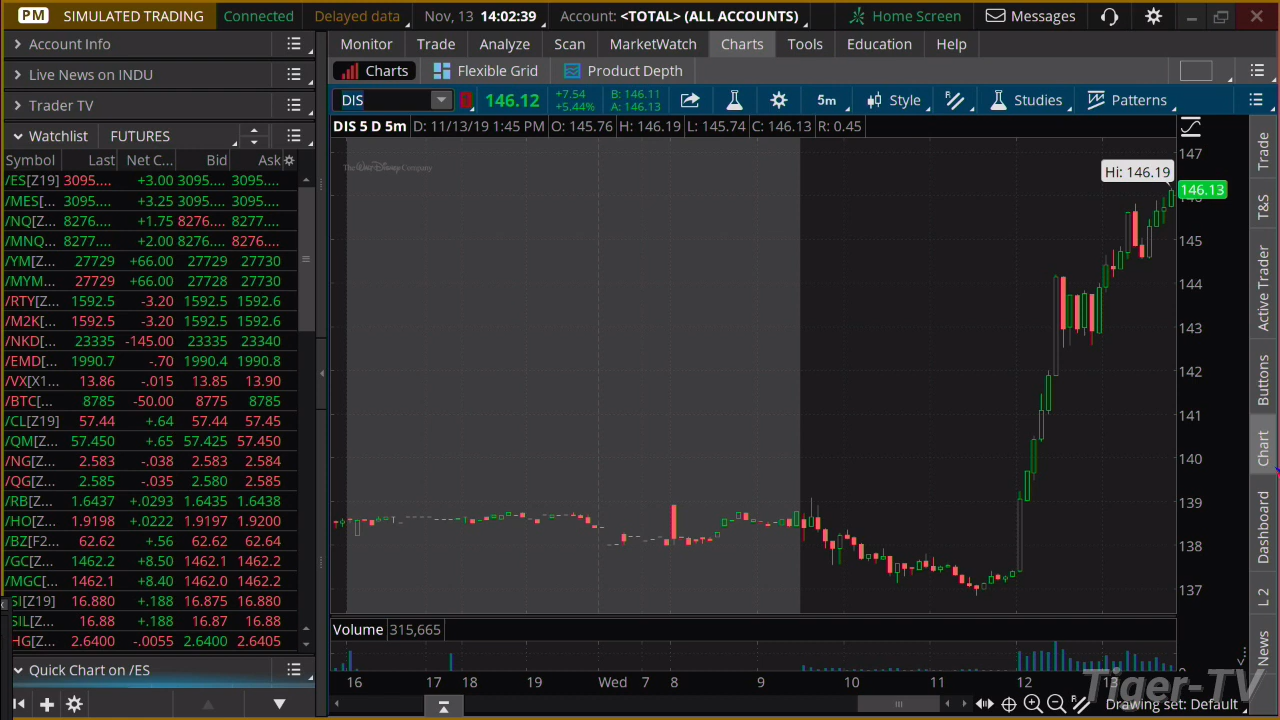 PM SIMULATED TRADING Connected Delayed data Nov, 13 14:02:39 Account: <TOTAL> (ALL ACCOUNTS) Home Screen Messages
Account Info
Live News on INDU
Trader TV
Watchlist FUTURES
Symbol Last Net C... Bid Ask
/ES[Z19] 3095.... +3.00 3095.... 3095....
/MES[... 3095.... +3.25 3095.... 3095....
/NQ[Z... 8276.... +1.75 8276.... 8277....
/MNQ... 8277.... +2.00 8276.... 8276....
/YM[Z... 27729 +66.00 27729 27730
/MYM... 27729 +66.00 27728 27730
/RTY[Z... 1592.5 -3.20 1592.5 1592.6
/M2K[... 1592.5 -3.20 1592.5 1592.6
/NKD[... 23335 -145.00 23335 23340
/EMD[... 1990.7 -.70 1990.4 1990.8
/VX[X1... 13.86 -.015 13.85 13.90
/BTC[... 8785 -50.00 8775 8785
/CL[Z19] 57.44 +.64 57.44 57.45
/QM[Z... 57.450 +.65 57.425 57.450
/NG[Z... 2.583 -.038 2.583 2.584
/QG[Z... 2.585 -.035 2.580 2.585
/RB[Z... 1.6437 +.0293 1.6435 1.6438
/HO[Z... 1.9198 +.0222 1.9197 1.9200
/BZ[F2... 62.62 +.56 62.62 62.64
/GC[Z... 1462.2 +8.50 1462.1 1462.2
/MGC[... 1462.1 +8.40 1462.0 1462.2
SI[Z19] 16.880 +.188 16.875 16.880
SIL[Z... 16.88 +.188 16.87 16.88
HG[Z... 2.6400 -.0055 2.6400 2.6405
Quick Chart on /ES
Monitor Trade Analyze Scan MarketWatch Charts Tools Education Help
Charts Flexible Grid Product Depth
DIS 146.12 +7.54 +5.44% B: 146.11 A: 146.13 5m Style Studies Patterns
DIS 5 D 5m D: 11/13/19 1:45 PM O: 145.76 H: 146.19 L: 145.74 C: 146.13 R: 0.45
The Walt Disney Company
Hi: 146.19
146.13
147
145
144
143
142
141
140
139
138
137
Volume 315,665
16 17 18 19 Wed 7 8 9 10 11 12 13
Drawing set: Default
Trade
T&S
Active Trader
Buttons
Chart
Dashboard
L 2
News
Tiger-TV